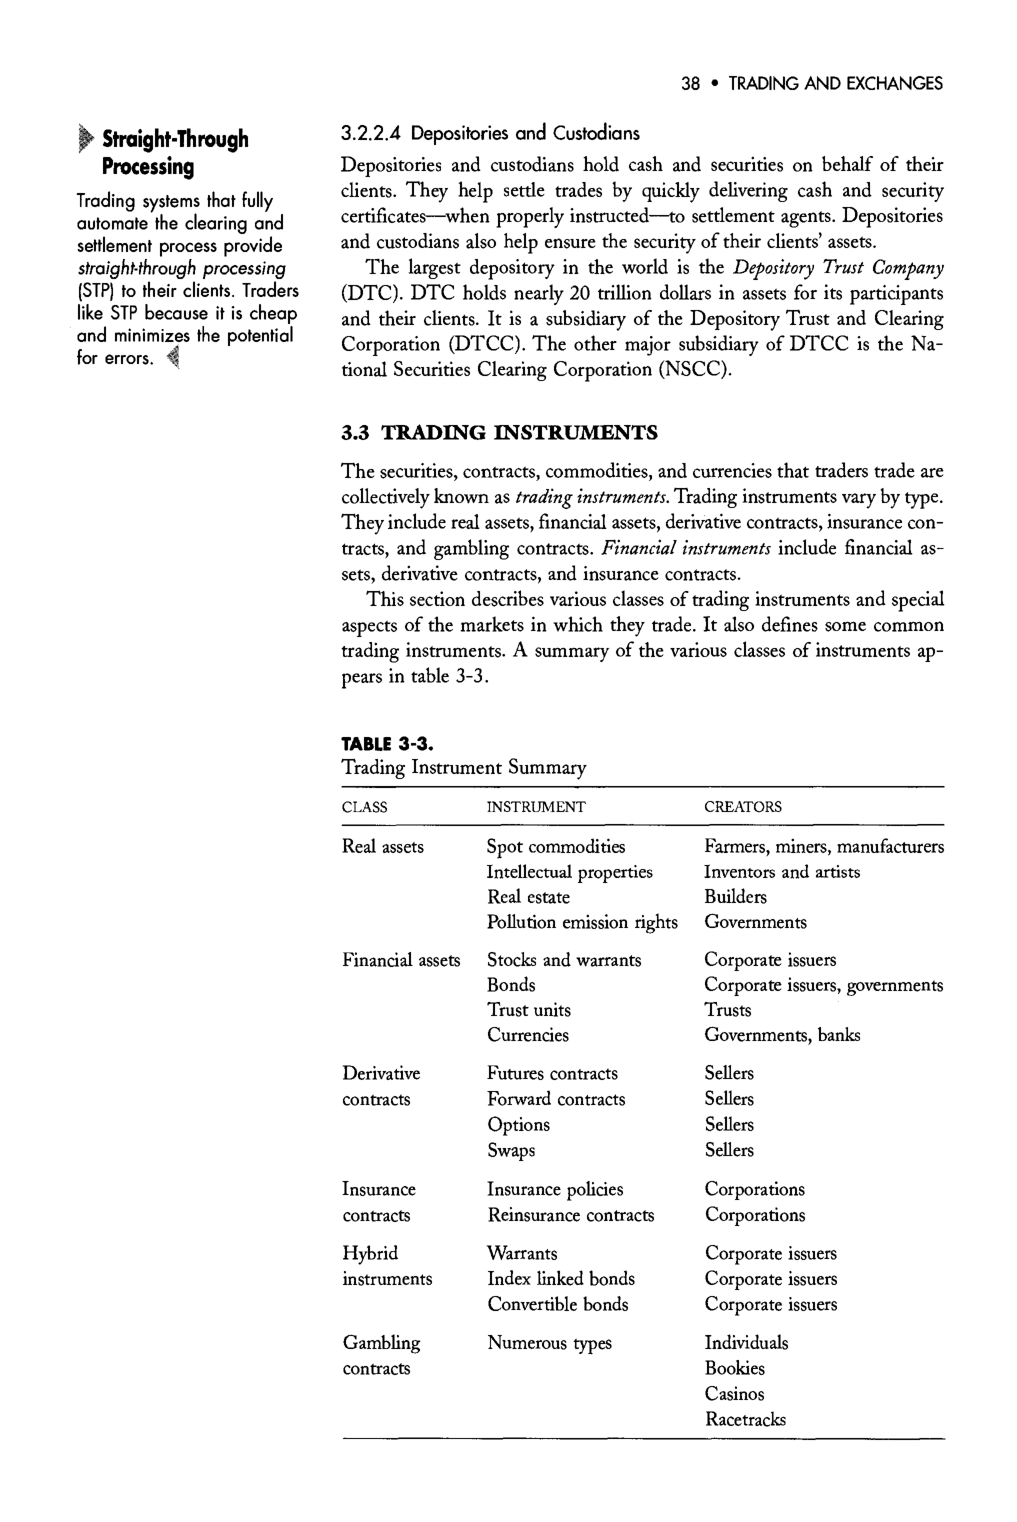 38 • TRADING AND EXCHANGES
Straight-Through
Processing
Trading systems that fully
automate the clearing and
settlement process provide
straight-through processing
(STP) to their clients. Traders
like STP because it is cheap
and minimizes the potential
for errors.
3.2.2.4 Depositories and Custodians
Depositories and custodians hold cash and securities on behalf of their
clients. They help settle trades by quickly delivering cash and security
certificates—when properly instructed—to settlement agents. Depositories
and custodians also help ensure the security of their clients' assets.
The largest depository in the world is the Depository Trust Company
(DTC). DTC holds nearly 20 trillion dollars in assets for its participants
and their clients. It is a subsidiary of the Depository Trust and Clearing
Corporation (DTCC). The other major subsidiary of DTCC is the Na-
tional Securities Clearing Corporation (NSCC).
3.3 TRADING INSTRUMENTS
The securities, contracts, commodities, and currencies that traders trade are
collectively known as trading instruments. Trading instruments vary by type.
They include real assets, financial assets, derivative contracts, insurance con-
tracts, and gambling contracts. Financial instruments include financial as-
sets, derivative contracts, and insurance contracts.
This section describes various classes of trading instruments and special
aspects of the markets in which they trade. It also defines some common
trading instruments. A summary of the various classes of instruments ap-
pears in table 3-3.
TABLE 3-3.
Trading Instrument Summary
CLASS INSTRUMENT CREATORS
Real assets Spot commodities Farmers, miners, manufacturers
Intellectual properties Inventors and artists
Real estate Builders
Pollution emission rights Governments
Financial assets Stocks and warrants Corporate issuers
Bonds Corporate issuers, governments
Trust units Trusts
Currencies Governments, banks
Derivative Futures contracts Sellers
contracts Forward contracts Sellers
Options Sellers
Swaps Sellers
Insurance Insurance policies Corporations
contracts Reinsurance contracts Corporations
Hybrid Warrants Corporate issuers
instruments Index linked bonds Corporate issuers
Convertible bonds Corporate issuers
Gambling Numerous types Individuals
contracts Bookies
Casinos
Racetracks